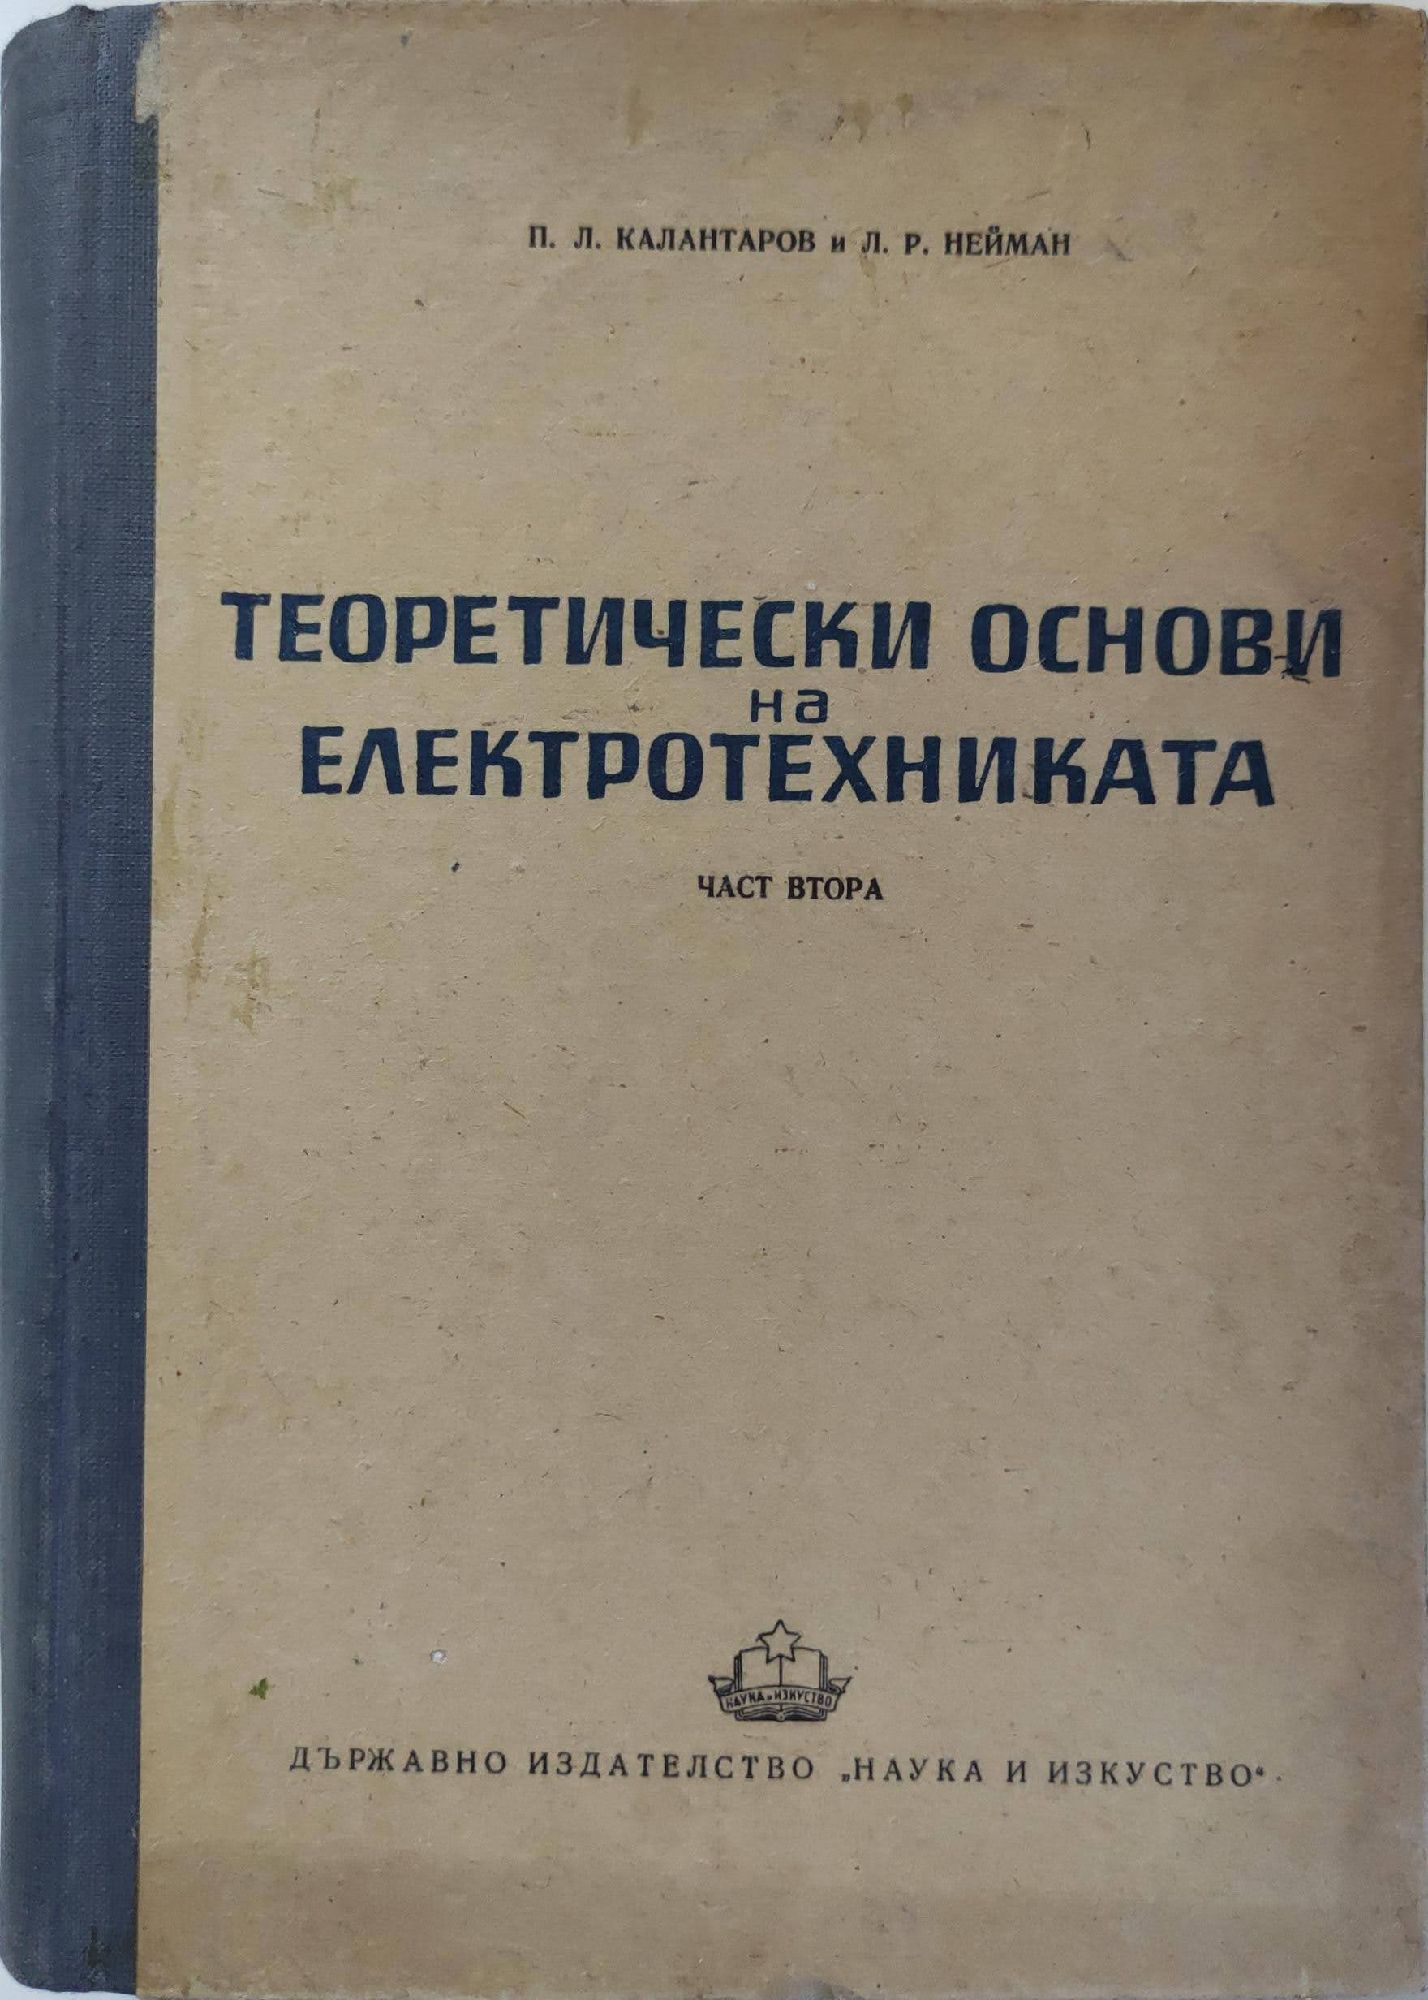 П. Л. КАЛАНТАРОВ и Л. Р. НЕЙМАН
ТЕОРЕТИЧЕСКИ ОСНОВИ
на
ЕЛЕКТРОТЕХНИКАТА
ЧАСТ ВТОРА
НАУКА и ИЗКУСТВО
ДЪРЖАВНО ИЗДАТЕЛСТВО „НАУКА И ИЗКУСТВО“